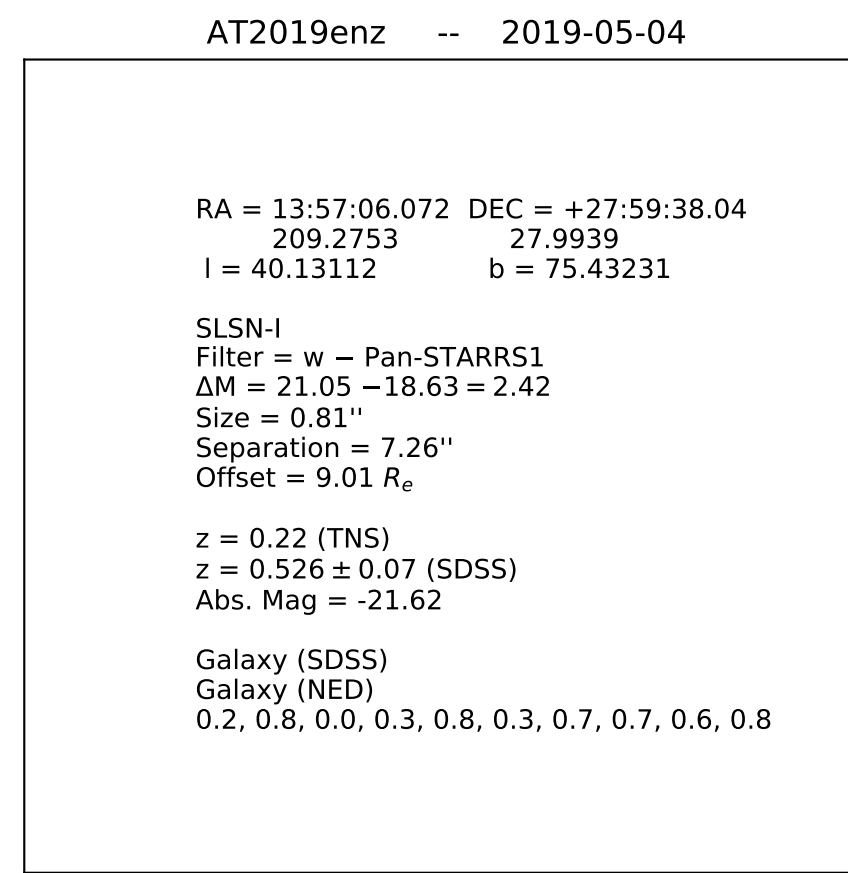 AT2019enz -- 2019-05-04
RA = 13:57:06.072 DEC = +27:59:38.04
209.2753 27.9939
l = 40.13112 b = 75.43231
SLSN-I
Filter = w − Pan-STARRS1
ΔM = 21.05 −18.63 = 2.42
Size = 0.81''
Separation = 7.26''
Offset = 9.01 Rₑ
z = 0.22 (TNS)
z = 0.526 ± 0.07 (SDSS)
Abs. Mag = -21.62
Galaxy (SDSS)
Galaxy (NED)
0.2, 0.8, 0.0, 0.3, 0.8, 0.3, 0.7, 0.7, 0.6, 0.8